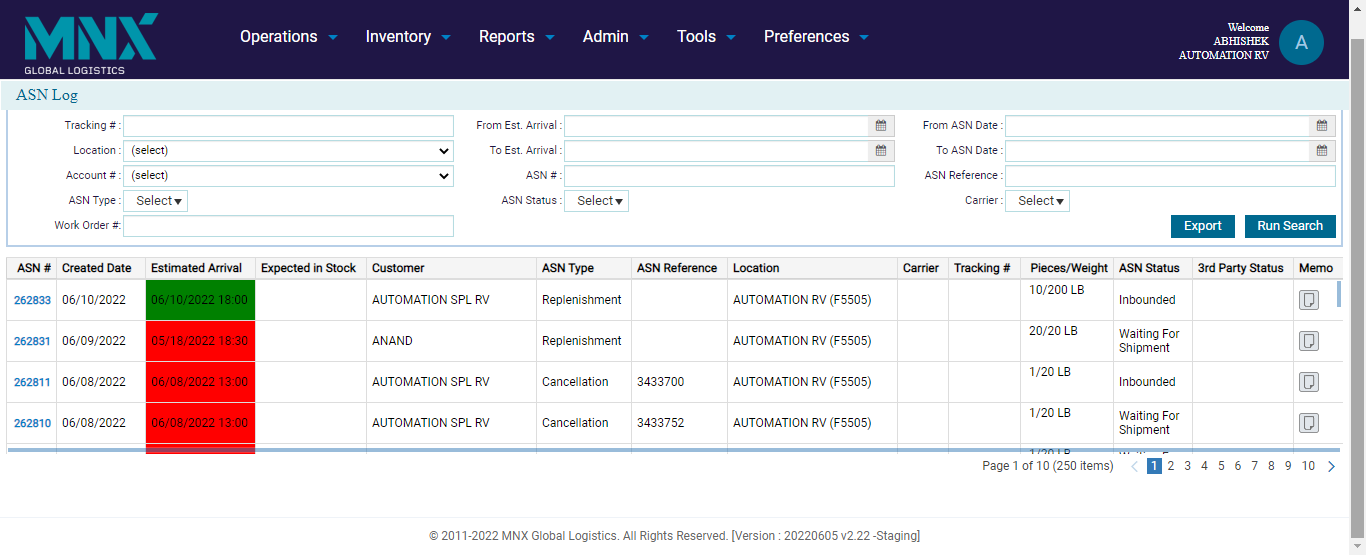 MNX
GLOBAL LOGISTICS
Operations Inventory Reports Admin Tools Preferences
Welcome
ABHISHEK
AUTOMATION RV
A
ASN Log
Tracking # : From Est. Arrival : From ASN Date :
Location : (select) To Est. Arrival : To ASN Date :
Account # : (select) ASN # : ASN Reference :
ASN Type : Select ASN Status : Select Carrier : Select
Work Order #: Export Run Search
ASN # Created Date Estimated Arrival Expected in Stock Customer ASN Type ASN Reference Location Carrier Tracking # Pieces/Weight ASN Status 3rd Party Status Memo
262833 06/10/2022 06/10/2022 18:00 AUTOMATION SPL RV Replenishment AUTOMATION RV (F5505) 10/200 LB Inbounded
262831 06/09/2022 05/18/2022 18:30 ANAND Replenishment AUTOMATION RV (F5505) 20/20 LB Waiting For
Shipment
262811 06/08/2022 06/08/2022 13:00 AUTOMATION SPL RV Cancellation 3433700 AUTOMATION RV (F5505) 1/20 LB Inbounded
262810 06/08/2022 06/08/2022 13:00 AUTOMATION SPL RV Cancellation 3433752 AUTOMATION RV (F5505) 1/20 LB Waiting For
Shipment
Page 1 of 10 (250 items) 1 2 3 4 5 6 7 8 9 10
© 2011-2022 MNX Global Logistics. All Rights Reserved. [Version : 20220605 v2.22 -Staging]